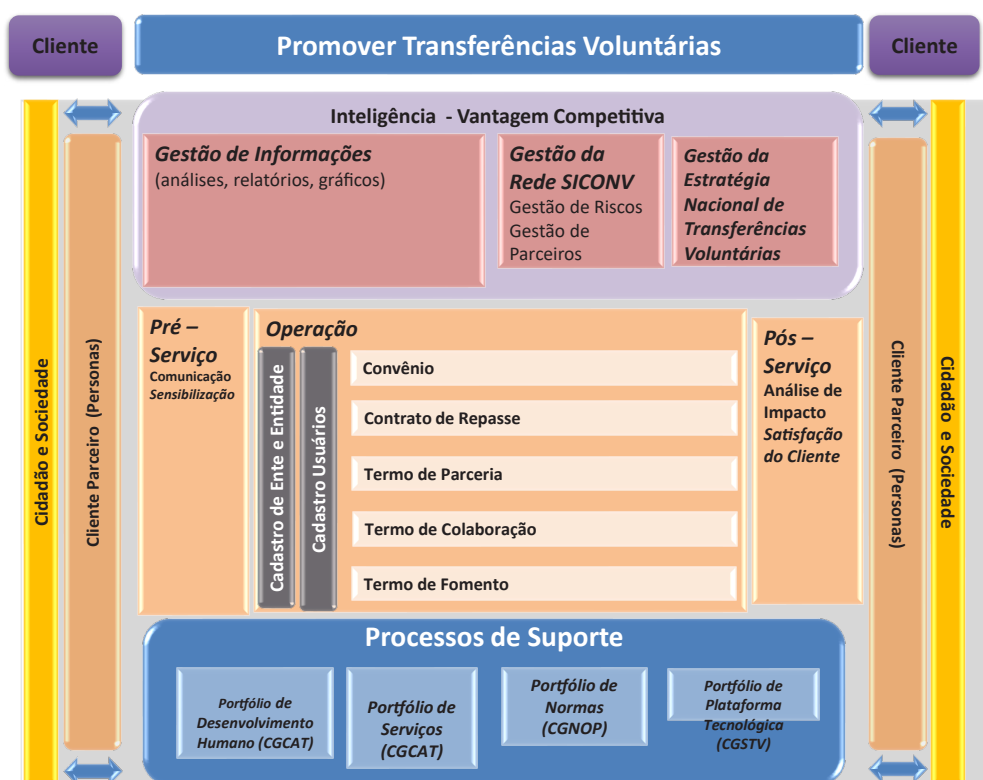 Cliente
Promover Transferências Voluntárias
Cliente
Cidadão e Sociedade
Cliente Parceiro (Personas)
Inteligência - Vantagem Competitiva
Gestão de Informações
(análises, relatórios, gráficos)
Gestão da
Rede SICONV
Gestão de Riscos
Gestão de
Parceiros
Gestão da
Estratégia
Nacional de
Transferências
Voluntárias
Pré –
Serviço
Comunicação
Sensibilização
Operação
Cadastro de Ente e Entidade
Cadastro Usuários
Convênio
Contrato de Repasse
Termo de Parceria
Termo de Colaboração
Termo de Fomento
Pós –
Serviço
Análise de
Impacto
Satisfação
do Cliente
Cliente Parceiro (Personas)
Cidadão e Sociedade
Processos de Suporte
Portfólio de
Desenvolvimento
Humano (CGCAT)
Portfólio de
Serviços
(CGCAT)
Portfólio de
Normas
(CGNOP)
Portfólio de
Plataforma
Tecnológica
(CGSTV)